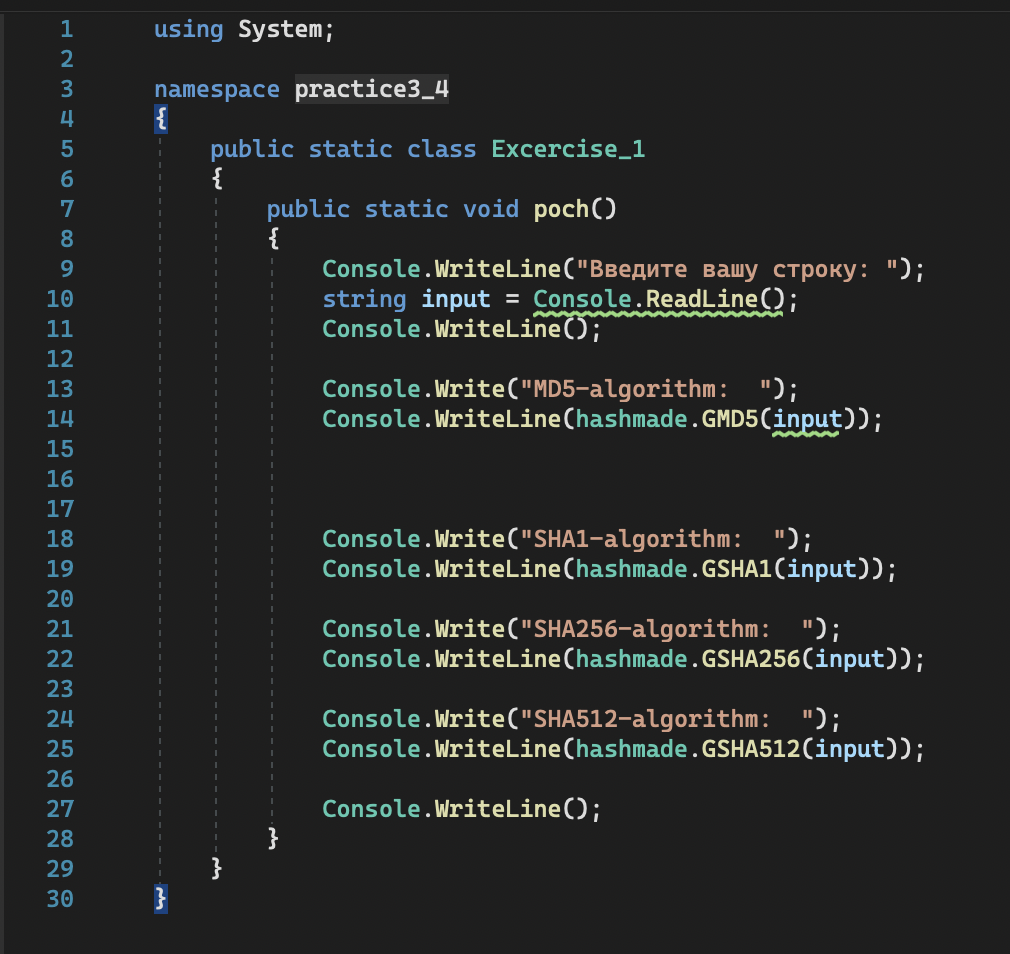 1 using System;
2
3 namespace practice3_4
4 {
5 public static class Excercise_1
6 {
7 public static void poch()
8 {
9 Console.WriteLine("Введите вашу строку: ");
10 string input = Console.ReadLine();
11 Console.WriteLine();
12
13 Console.Write("MD5-algorithm:  ");
14 Console.WriteLine(hashmade.GMD5(input));
15
16
17
18 Console.Write("SHA1-algorithm:  ");
19 Console.WriteLine(hashmade.GSHA1(input));
20
21 Console.Write("SHA256-algorithm:  ");
22 Console.WriteLine(hashmade.GSHA256(input));
23
24 Console.Write("SHA512-algorithm:  ");
25 Console.WriteLine(hashmade.GSHA512(input));
26
27 Console.WriteLine();
28 }
29 }
30 }